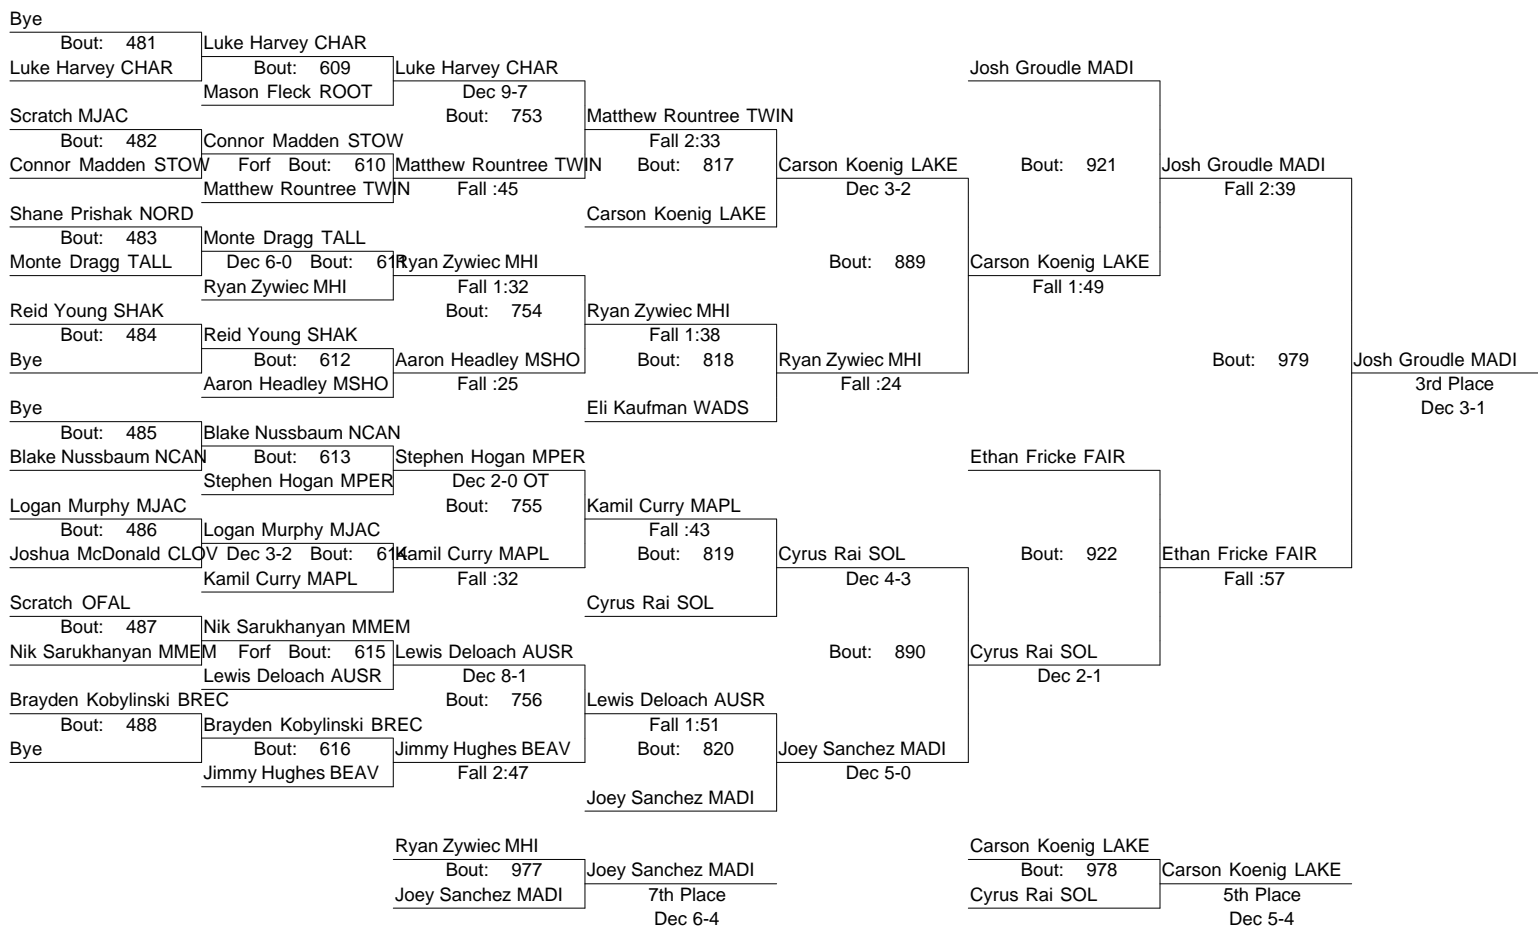 Bye
Bout: 481 Luke Harvey CHAR
Luke Harvey CHAR Bout: 609 Luke Harvey CHAR Josh Groudle MADI
Mason Fleck ROOT Dec 9-7
Scratch MJAC Bout: 753 Matthew Rountree TWIN
Bout: 482 Connor Madden STOW Fall 2:33
Connor Madden STOW Forf Bout: 610 Matthew Rountree TWIN Bout: 817 Carson Koenig LAKE Bout: 921 Josh Groudle MADI
Matthew Rountree TWIN Fall :45 Dec 3-2 Fall 2:39
Shane Prishak NORD Carson Koenig LAKE
Bout: 483 Monte Dragg TALL
Monte Dragg TALL Dec 6-0 Bout: 611 Ryan Zywiec MHI Bout: 889 Carson Koenig LAKE
Ryan Zywiec MHI Fall 1:32 Fall 1:49
Reid Young SHAK Bout: 754 Ryan Zywiec MHI
Bout: 484 Reid Young SHAK Fall 1:38
Bye Bout: 612 Aaron Headley MSHO Bout: 818 Ryan Zywiec MHI Bout: 979 Josh Groudle MADI
Aaron Headley MSHO Fall :25 Fall :24 3rd Place
Bye Eli Kaufman WADS Dec 3-1
Bout: 485 Blake Nussbaum NCAN
Blake Nussbaum NCAN Bout: 613 Stephen Hogan MPER Ethan Fricke FAIR
Stephen Hogan MPER Dec 2-0 OT
Logan Murphy MJAC Bout: 755 Kamil Curry MAPL
Bout: 486 Logan Murphy MJAC Fall :43
Joshua McDonald CLOV Dec 3-2 Bout: 614 Kamil Curry MAPL Bout: 819 Cyrus Rai SOL Bout: 922 Ethan Fricke FAIR
Kamil Curry MAPL Fall :32 Dec 4-3 Fall :57
Scratch OFAL Cyrus Rai SOL
Bout: 487 Nik Sarukhanyan MMEM
Nik Sarukhanyan MMEM Forf Bout: 615 Lewis Deloach AUSR Bout: 890 Cyrus Rai SOL
Lewis Deloach AUSR Dec 8-1 Dec 2-1
Brayden Kobylinski BREC Bout: 756 Lewis Deloach AUSR
Bout: 488 Brayden Kobylinski BREC Fall 1:51
Bye Bout: 616 Jimmy Hughes BEAV Bout: 820 Joey Sanchez MADI
Jimmy Hughes BEAV Fall 2:47 Dec 5-0
Joey Sanchez MADI
Ryan Zywiec MHI Carson Koenig LAKE
Bout: 977 Joey Sanchez MADI Bout: 978 Carson Koenig LAKE
Joey Sanchez MADI 7th Place Cyrus Rai SOL 5th Place
Dec 6-4 Dec 5-4